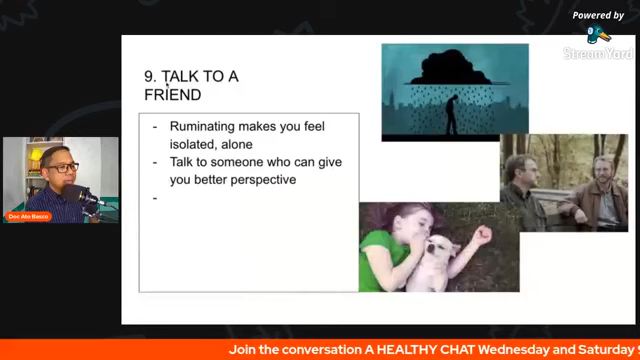 Powered by
StreamYard
9. TALK TO A
FRIEND
- Ruminating makes you feel
isolated, alone
- Talk to someone who can give
you better perspective
-
Doc Ato Basco
Join the conversation A HEALTHY CHAT Wednesday and Saturday 9